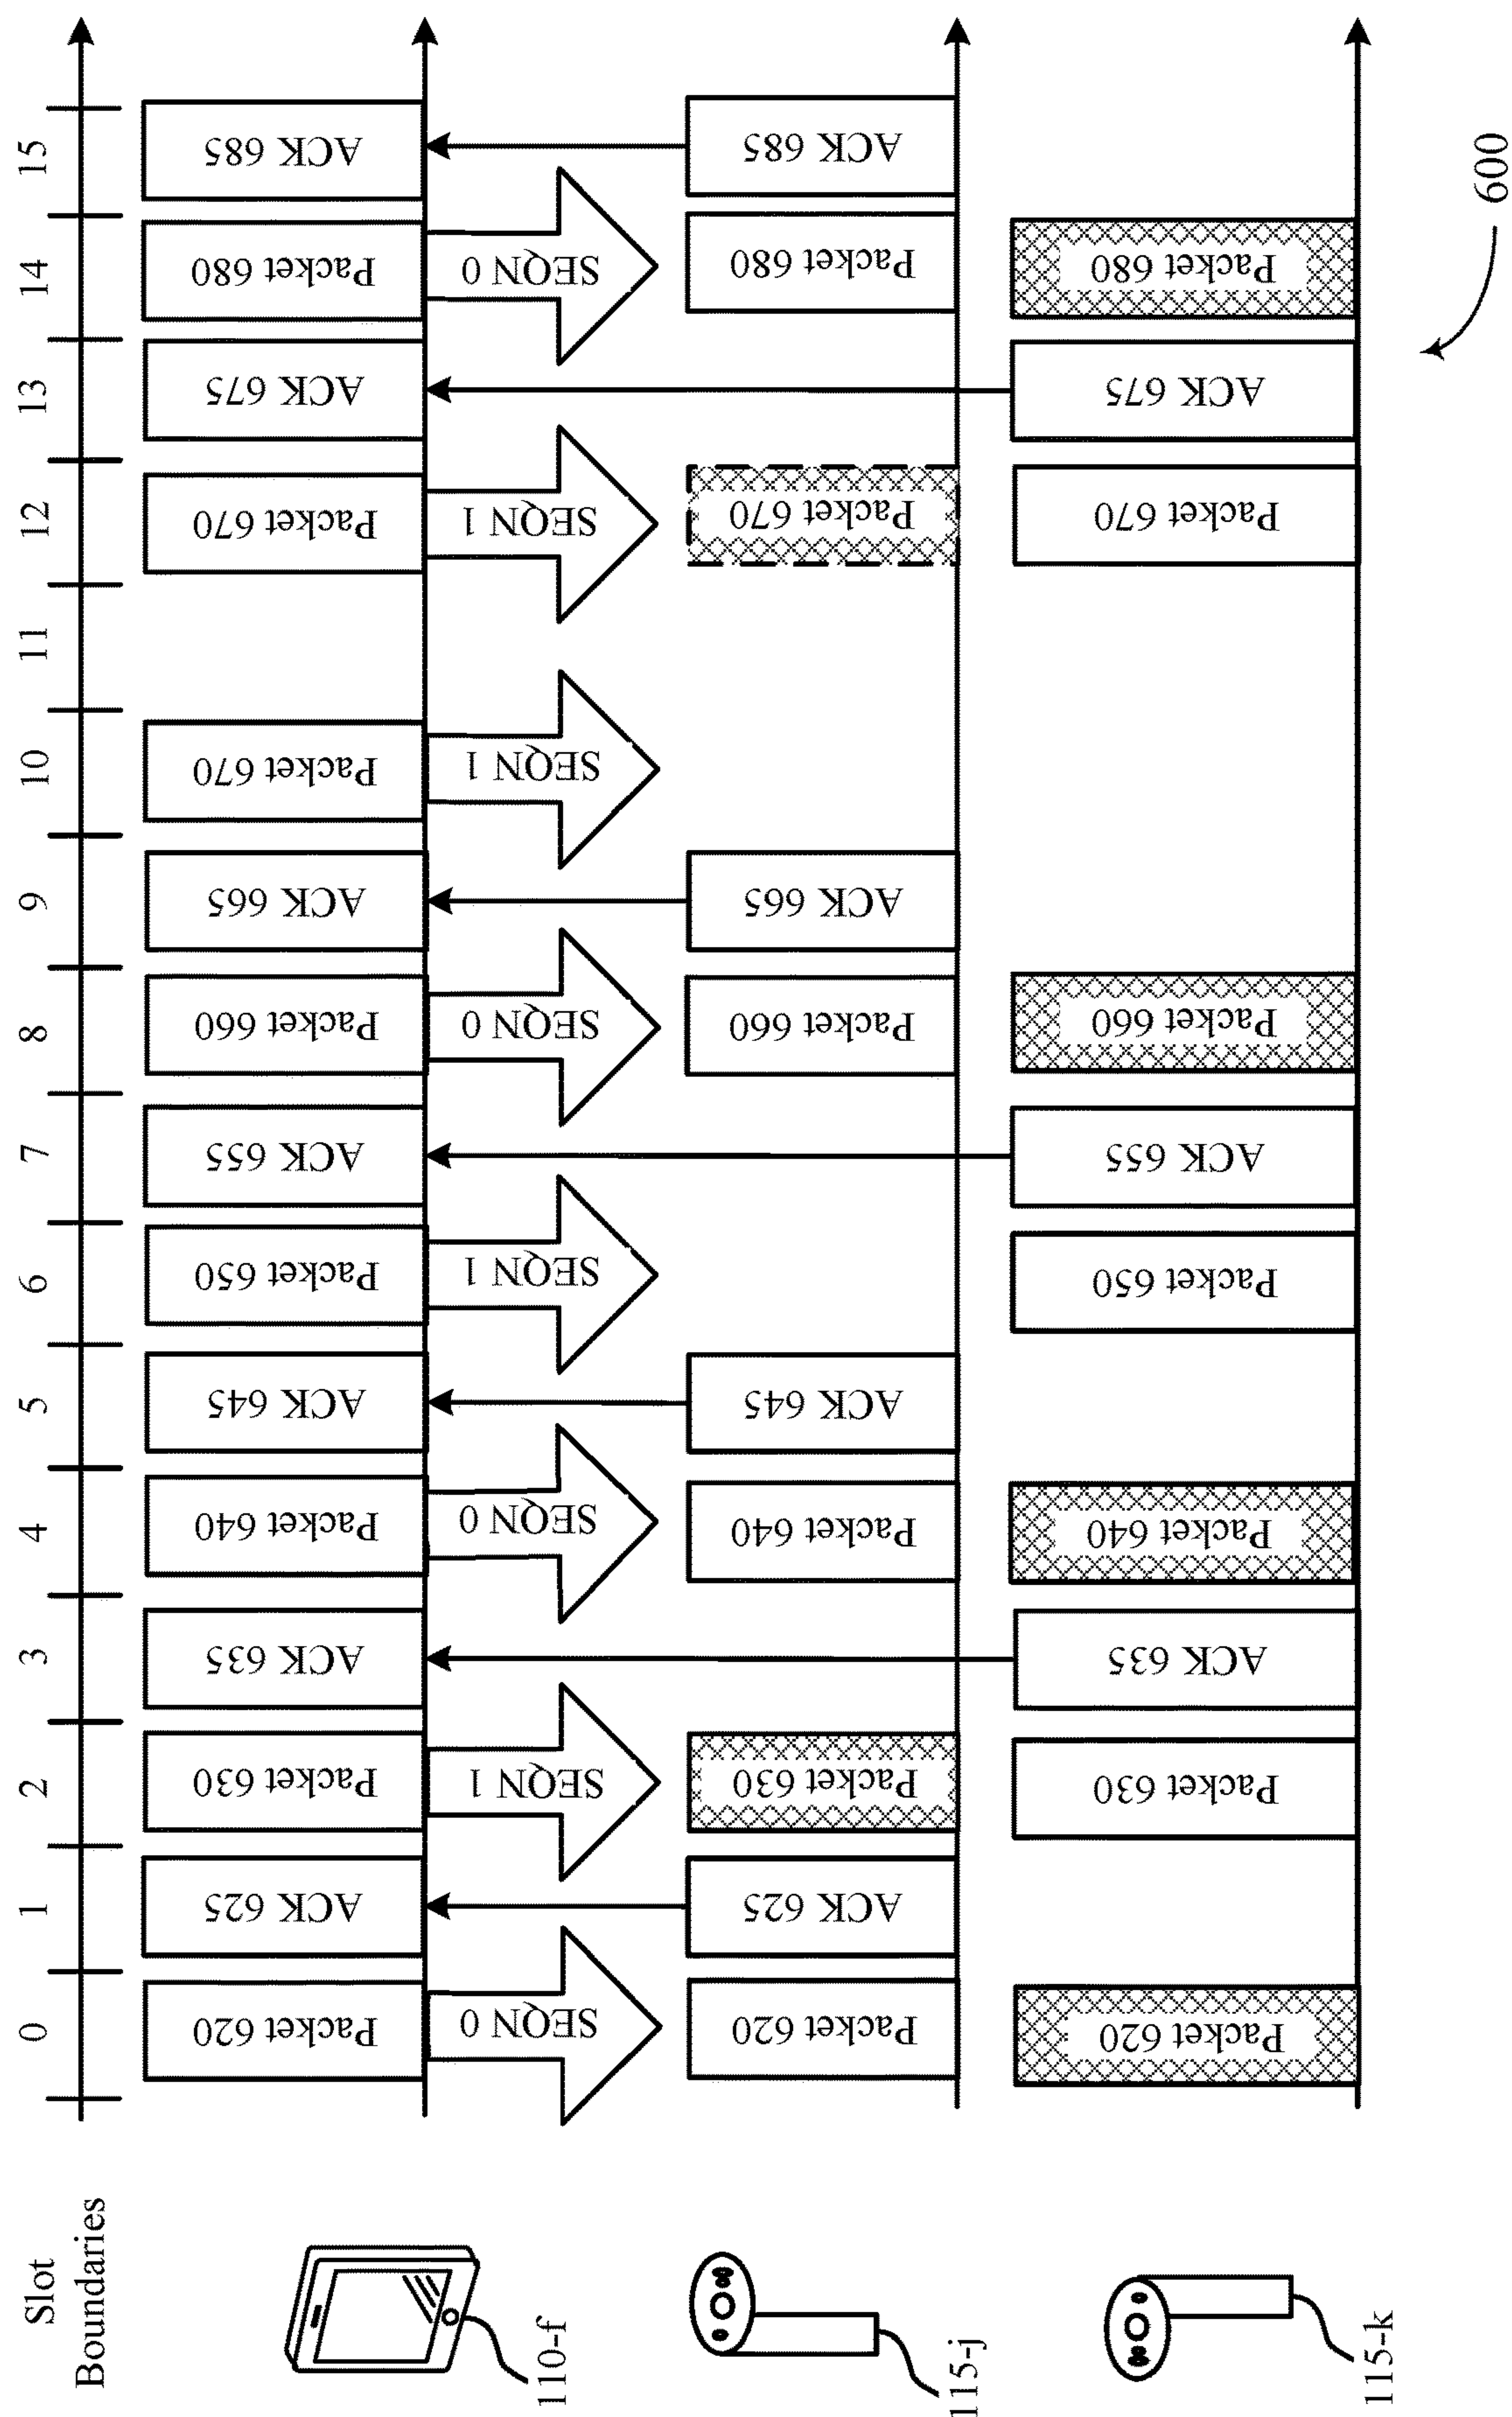 Slot
Boundaries
0
1
2
3
4
5
6
7
8
9
10
11
12
13
14
15
110-f
Packet 620
ACK 625
Packet 630
ACK 635
Packet 640
ACK 645
Packet 650
ACK 655
Packet 660
ACK 665
Packet 670
Packet 670
ACK 675
Packet 680
ACK 685
SEQN 0
SEQN 1
SEQN 0
SEQN 1
SEQN 0
SEQN 1
SEQN 1
SEQN 0
115-j
Packet 620
ACK 625
Packet 630
Packet 640
ACK 645
Packet 660
ACK 665
Packet 670
Packet 680
ACK 685
115-k
Packet 620
Packet 630
ACK 635
Packet 640
Packet 650
ACK 655
Packet 660
Packet 670
ACK 675
Packet 680
600